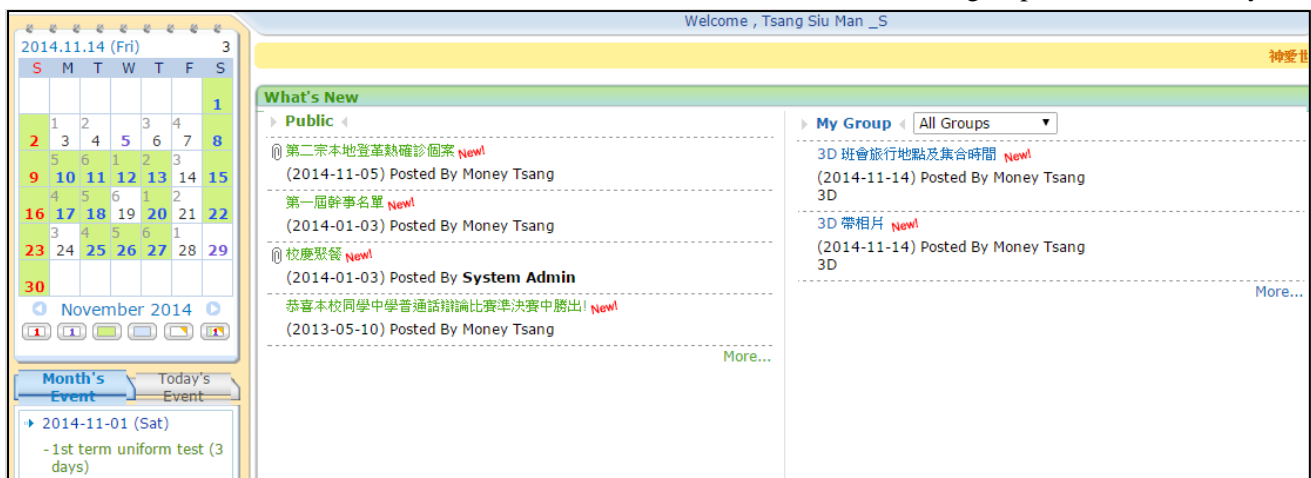 Welcome , Tsang Siu Man _S
2014.11.14 (Fri) 3
S M T W T F S
1
1 2 3 4
2 3 4 5 6 7 8
5 6 1 2 3
9 10 11 12 13 14 15
4 5 6 1 2
16 17 18 19 20 21 22
3 4 5 6 1
23 24 25 26 27 28 29
30
November 2014
1 1 1
Month's Event
Today's Event
2014-11-01 (Sat)
-1st term uniform test (3
days)
神愛世
What's New
Public
第二宗本地登革熱確診個案 New!
(2014-11-05) Posted By Money Tsang
第一屆幹事名單 New!
(2014-01-03) Posted By Money Tsang
校慶聚餐 New!
(2014-01-03) Posted By System Admin
恭喜本校同學中學普通話辯論比賽準決賽中勝出! New!
(2013-05-10) Posted By Money Tsang
More...
My Group All Groups
3D 班會旅行地點及集合時間 New!
(2014-11-14) Posted By Money Tsang
3D
3D 帶相片 New!
(2014-11-14) Posted By Money Tsang
3D
More...